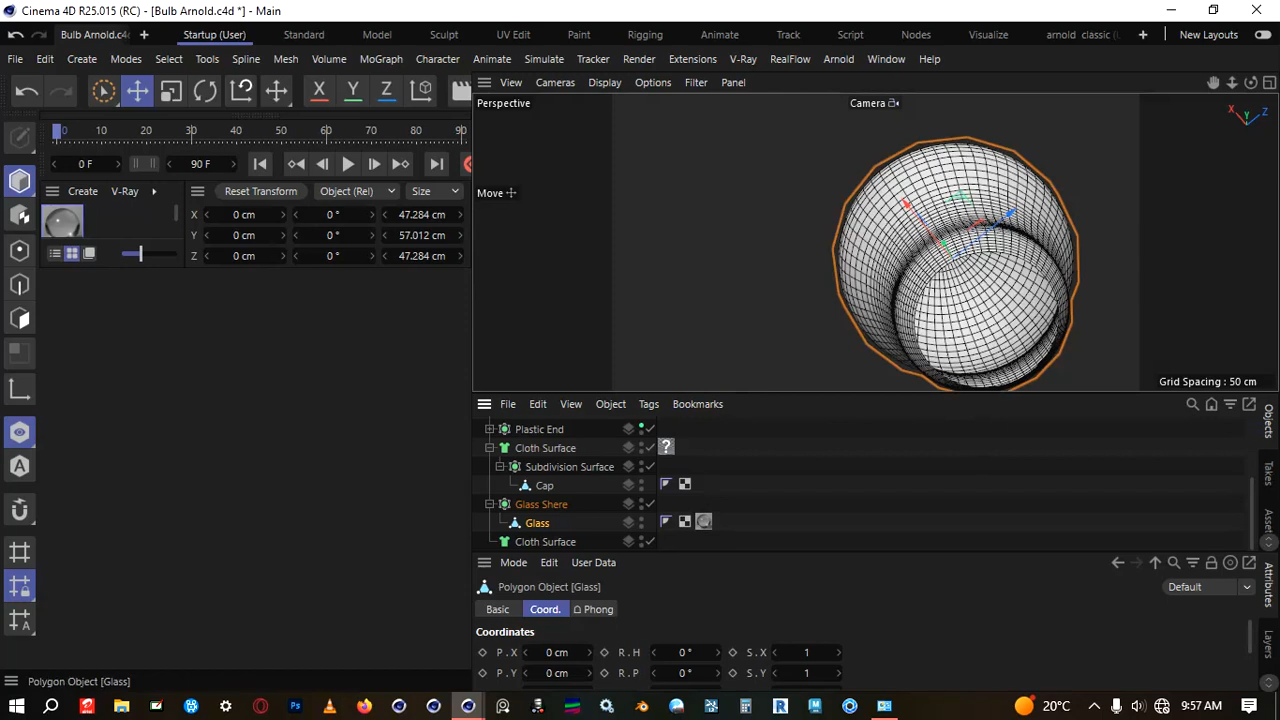 Cinema 4D R25.015 (RC) - [Bulb Arnold.c4d *] - Main
Bulb Arnold.c4d
Startup (User)
Standard
Model
Sculpt
UV Edit
Paint
Rigging
Animate
Track
Script
Nodes
Visualize
arnold classic (
New Layouts
File Edit Create Modes Select Tools Spline Mesh Volume MoGraph Character Animate Simulate Tracker Render Extensions V-Ray RealFlow Arnold Window Help
X Y Z
View Cameras Display Options Filter Panel
Perspective
Camera
X Y Z
0 10 20 30 40 50 60 70 80 90
0 F
90 F
Create V-Ray
Reset Transform Object (Rel) Size
Move
X 0 cm 0 ° 47.284 cm
Y 0 cm 0 ° 57.012 cm
Z 0 cm 0 ° 47.284 cm
Grid Spacing : 50 cm
File Edit View Object Tags Bookmarks
Plastic End
Cloth Surface
?
Subdivision Surface
Cap
Glass Shere
Glass
Cloth Surface
Objects
Takes
Asset
Mode Edit User Data
Polygon Object [Glass]
Default
Basic Coord. Phong
Coordinates
P . X 0 cm R . H 0 ° S . X 1
P . Y 0 cm R . P 0 ° S . Y 1
Attributes
Layers
Polygon Object [Glass]
20°C
9:57 AM